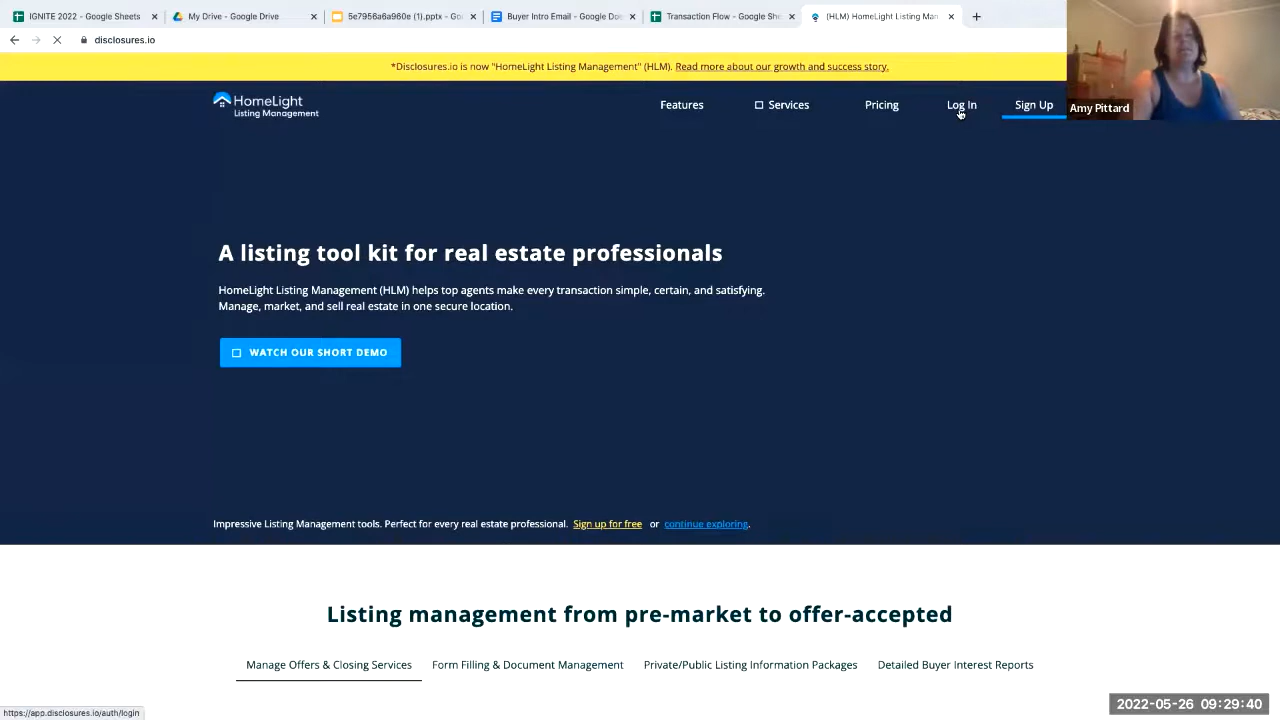 IGNITE 2022 - Google Sheets
My Drive - Google Drive
5e7956a6a960e (1).pptx - Go
Buyer Intro Email - Google Do
Transaction Flow - Google She
(HLM) HomeLight Listing Man
disclosures.io
*Disclosures.io is now "HomeLight Listing Management" (HLM). Read more about our growth and success story.
HomeLight
Listing Management
Features
Services
Pricing
Log In
Sign Up
Amy Pittard
A listing tool kit for real estate professionals
HomeLight Listing Management (HLM) helps top agents make every transaction simple, certain, and satisfying.
Manage, market, and sell real estate in one secure location.
WATCH OUR SHORT DEMO
Impressive Listing Management tools. Perfect for every real estate professional. Sign up for free or continue exploring.
Listing management from pre-market to offer-accepted
Manage Offers & Closing Services
Form Filling & Document Management
Private/Public Listing Information Packages
Detailed Buyer Interest Reports
https://app.disclosures.io/auth/login
2022-05-26 09:29:40